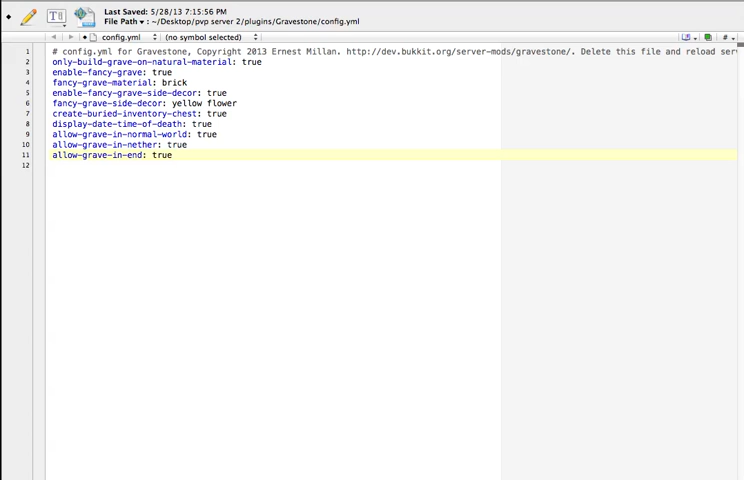 Last Saved: 5/28/13 7:15:56 PM
File Path ▾: ~/Desktop/pvp server 2/plugins/Gravestone/config.yml
config.yml (no symbol selected) #
1 # config.yml for Gravestone, Copyright 2013 Ernest Millan. http://dev.bukkit.org/server-mods/gravestone/. Delete this file and reload
2 only-build-grave-on-natural-material: true
3 enable-fancy-grave: true
4 fancy-grave-material: brick
5 enable-fancy-grave-side-decor: true
6 fancy-grave-side-decor: yellow flower
7 create-buried-inventory-chest: true
8 display-date-time-of-death: true
9 allow-grave-in-normal-world: true
10 allow-grave-in-nether: true
11 allow-grave-in-end: true
12